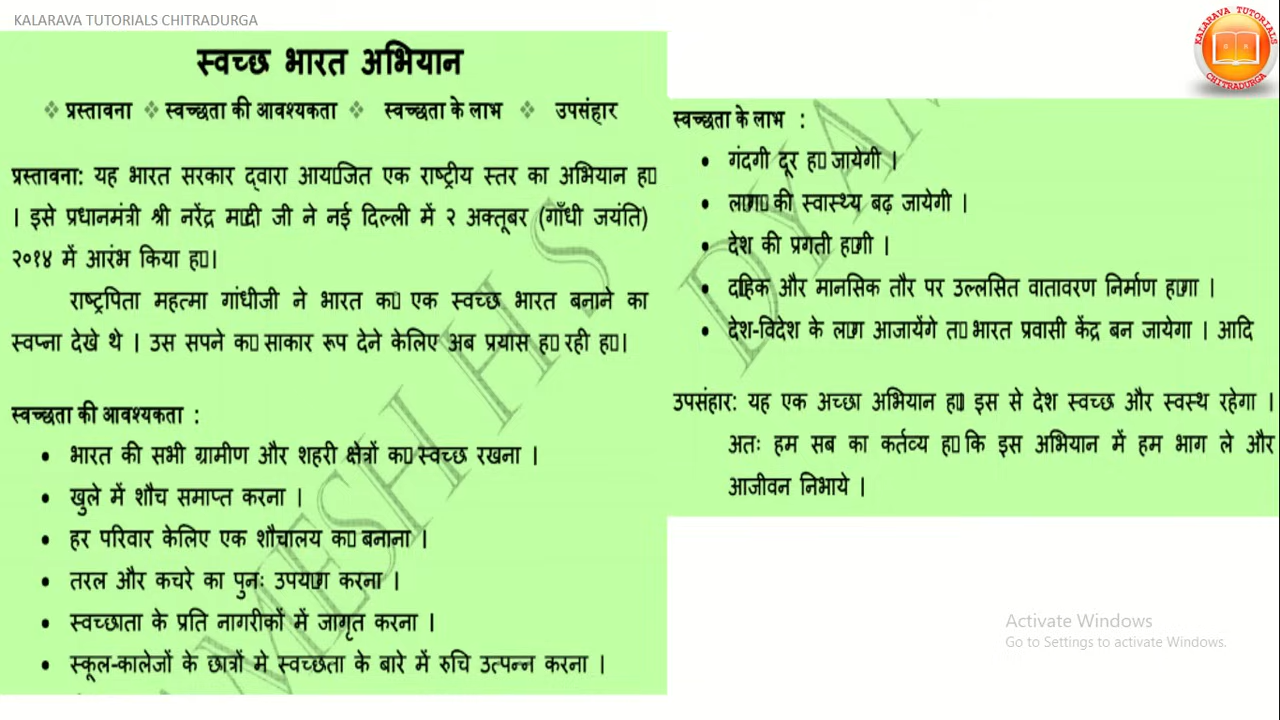 KALARAVA TUTORIALS CHITRADURGA
KALARAVA TUTORIALS
CHITRADURGA
स्वच्छ भारत अभियान
❖ प्रस्तावना ❖ स्वच्छता की आवश्यकता ❖ स्वच्छता के लाभ ❖ उपसंहार
प्रस्तावना: यह भारत सरकार द्वारा एक राष्ट्रीय स्तर का अभियान
। इसे प्रधानमंत्री श्री नरेंद्र जी ने नई दिल्ली में २ अक्तूबर (गाँधी जयंति)
२०१४ में आरंभ किया ।
राष्ट्रपिता महत्मा गांधीजी ने भारत एक स्वच्छ भारत बनाने का
स्वप्ना देखे थे । उस सपने साकार रूप देने केलिए अब प्रयास रही ।
स्वच्छता की आवश्यकता :
• भारत की सभी ग्रामीण और शहरी क्षेत्रों स्वच्छ रखना ।
• खुले में शौच समाप्त करना ।
• हर परिवार केलिए एक शौचालय बनाना ।
• तरल और कचरे का पुनः करना ।
• स्वच्छाता के प्रति नागरीकों में जागृत करना ।
• स्कूल-कालेजों के छात्रों मे स्वच्छता के बारे में रुचि उत्पन्न करना ।
स्वच्छता के लाभ :
• गंदगी दूर जायेगी ।
• की स्वास्थ्य बढ़ जायेगी ।
• देश की प्रगती ।
• और मानसिक तौर पर उल्लसित वातावरण निर्माण ।
• देश-विदेश के आजायेंगे भारत प्रवासी केंद्र बन जायेगा । आदि
उपसंहार: यह एक अच्छा अभियान इस से देश स्वच्छ और स्वस्थ रहेगा ।
अतः हम सब का कर्तव्य कि इस अभियान में हम भाग ले और
आजीवन निभाये ।
Activate Windows
Go to Settings to activate Windows.